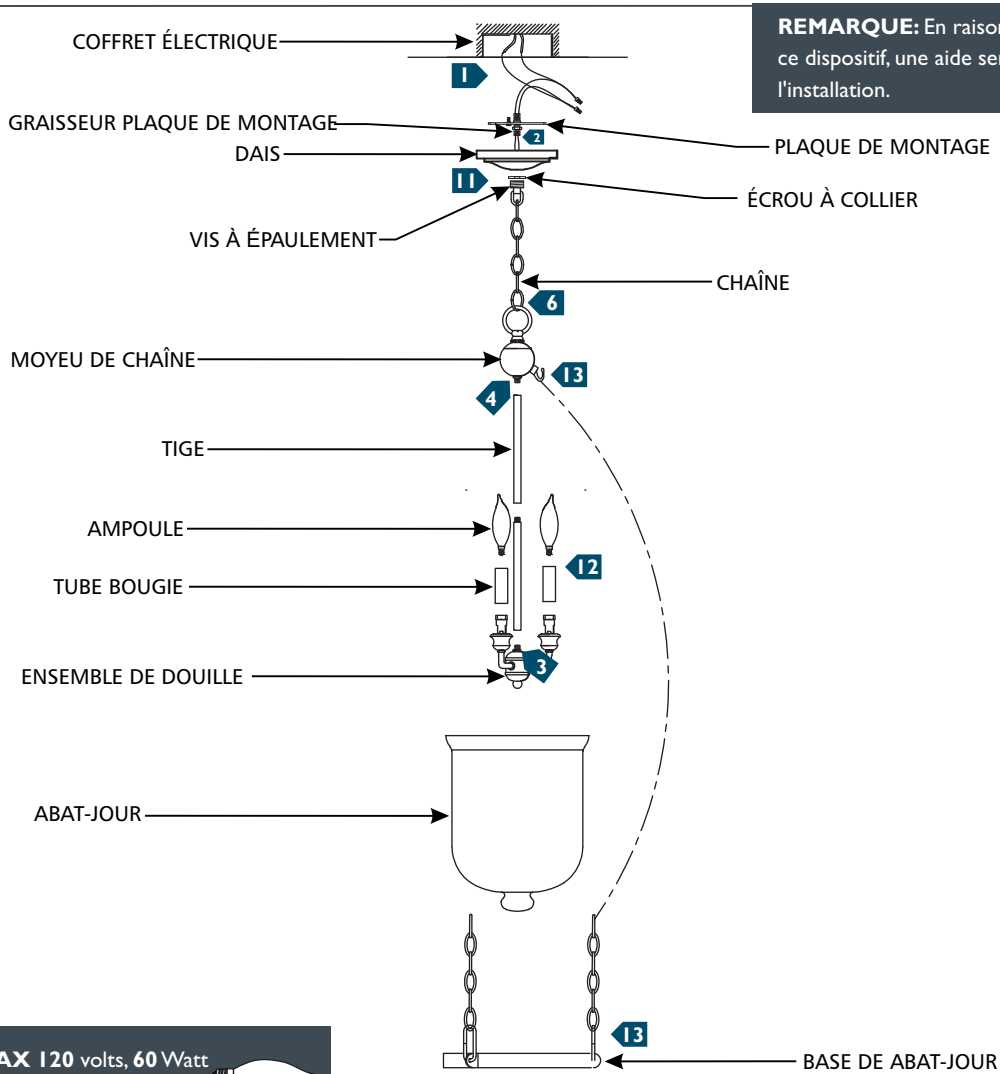 REMARQUE: En raison
ce dispositif, une aide ser
l'installation.
COFFRET ÉLECTRIQUE
1
GRAISSEUR PLAQUE DE MONTAGE
2
PLAQUE DE MONTAGE
DAIS
11
ÉCROU À COLLIER
VIS À ÉPAULEMENT
CHAÎNE
6
MOYEU DE CHAÎNE
13
4
TIGE
AMPOULE
12
TUBE BOUGIE
3
ENSEMBLE DE DOUILLE
ABAT-JOUR
13
AX 120 volts, 60 Watt
BASE DE ABAT-JOUR